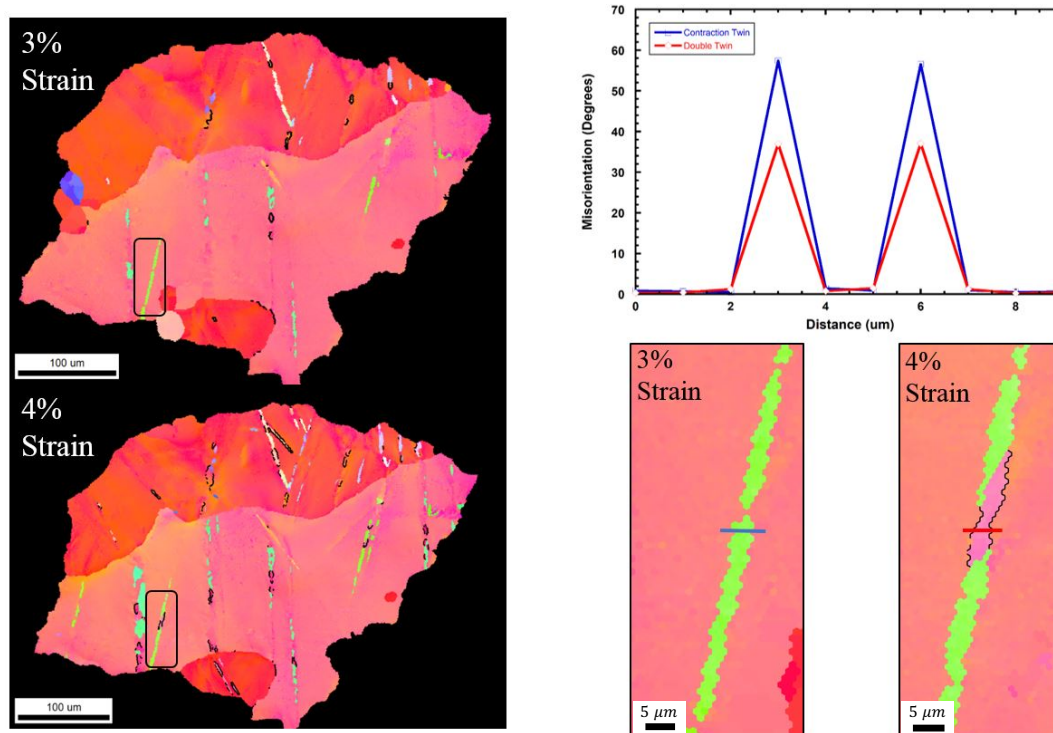 3%
Strain
100 um
4%
Strain
100 um
Misorientation (Degrees)
70
60
50
40
30
20
10
0
Contraction Twin
Double Twin
0 2 4 6 8
Distance (um)
3%
Strain
5 μm
4%
Strain
5 μm